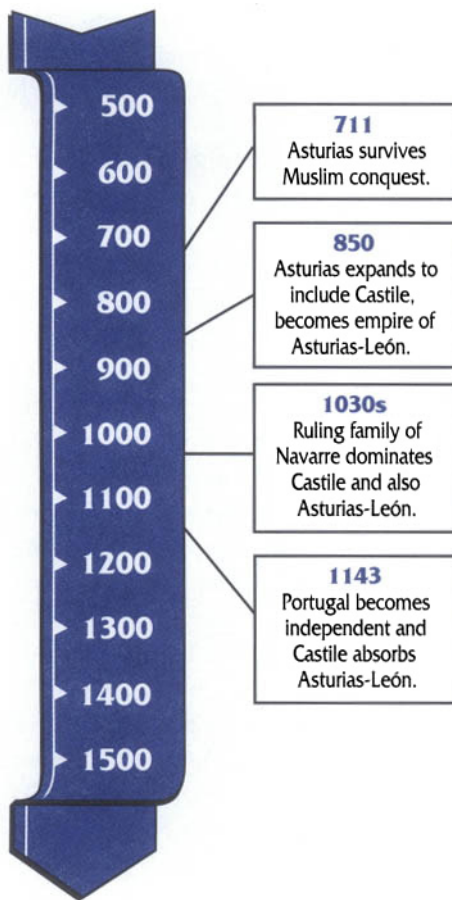 500
600
700
800
900
1000
1100
1200
1300
1400
1500
711
Asturias survives
Muslim conquest.
850
Asturias expands to
include Castile,
becomes empire of
Asturias-León.
1030s
Ruling family of
Navarre dominates
Castile and also
Asturias-León.
1143
Portugal becomes
independent and
Castile absorbs
Asturias-León.